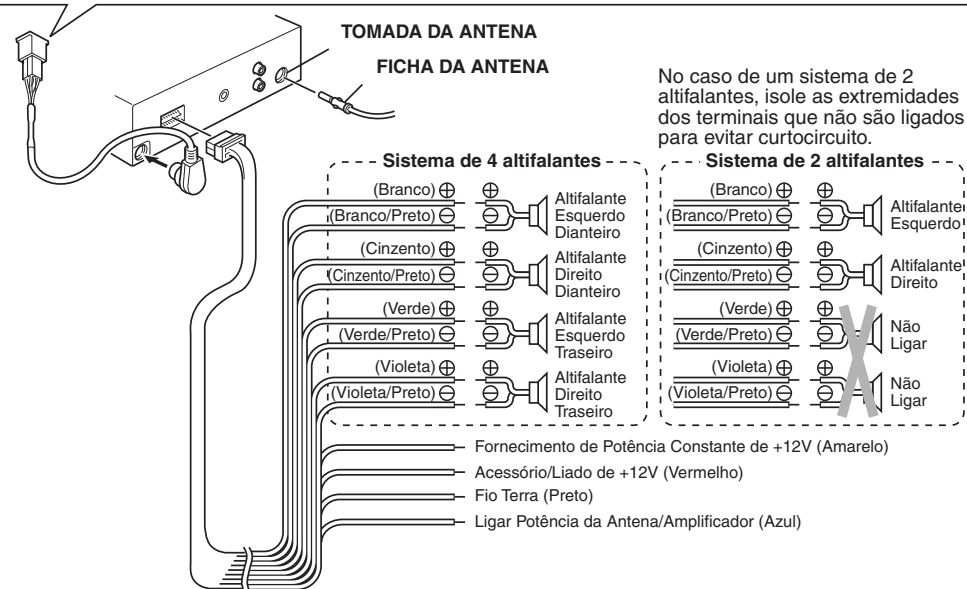 TOMADA DA ANTENA
FICHA DA ANTENA
No caso de um sistema de 2
altifalantes, isole as extremidades
dos terminais que não são ligados
para evitar curtocircuito.
Sistema de 4 altifalantes
(Branco) ⊕ ⊕
(Branco/Preto) ⊖ ⊖
Altifalante
Esquerdo
Dianteiro
(Cinzento) ⊕ ⊕
(Cinzento/Preto) ⊖ ⊖
Altifalante
Direito
Dianteiro
(Verde) ⊕ ⊕
(Verde/Preto) ⊖ ⊖
Altifalante
Esquerdo
Traseiro
(Violeta) ⊕ ⊕
(Violeta/Preto) ⊖ ⊖
Altifalante
Direito
Traseiro
Sistema de 2 altifalantes
(Branco) ⊕ ⊕
(Branco/Preto) ⊖ ⊖
Altifalante
Esquerdo
(Cinzento) ⊕ ⊕
(Cinzento/Preto) ⊖ ⊖
Altifalante
Direito
(Verde) ⊕ ⊕
(Verde/Preto) ⊖ ⊖
Não
Ligar
(Violeta) ⊕ ⊕
(Violeta/Preto) ⊖ ⊖
Não
Ligar
Fornecimento de Potência Constante de +12V (Amarelo)
Acessório/Liado de +12V (Vermelho)
Fio Terra (Preto)
Ligar Potência da Antena/Amplificador (Azul)